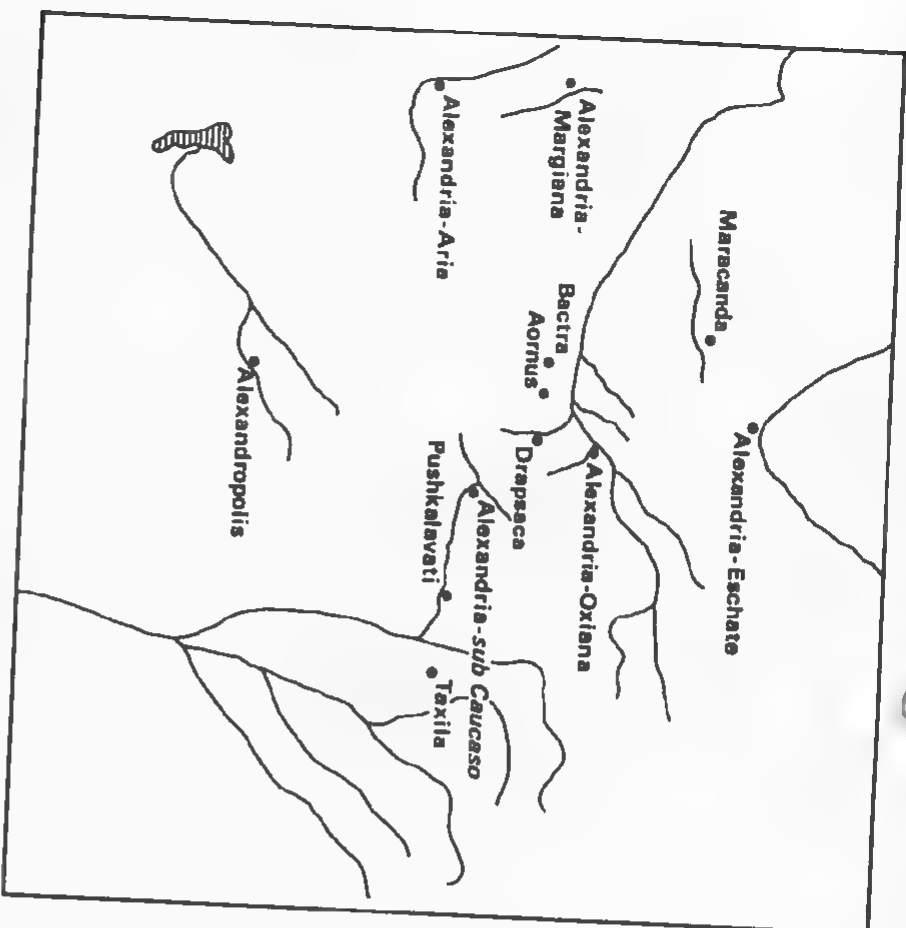 Alexandria-Eschate
Maracanda
Alexandria-
Margiana
Alexandria-Oxiana
Bactra
Aornus
Drapsaca
Alexandria-sub Caucaso
Alexandria-Aria
Pushkalavati
Taxila
Alexandropolis